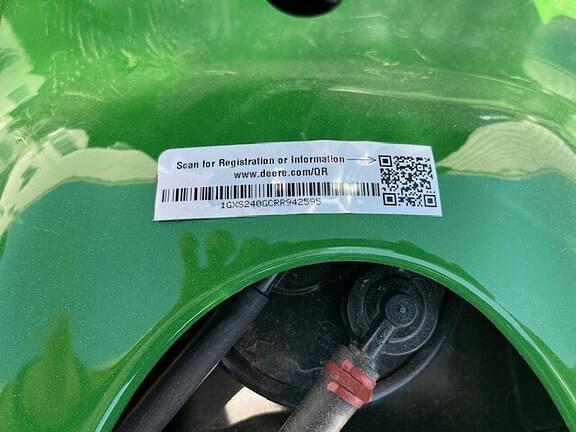 Scan for Registration or Information
www.deere.com/QR
1GXS240GCRR942595